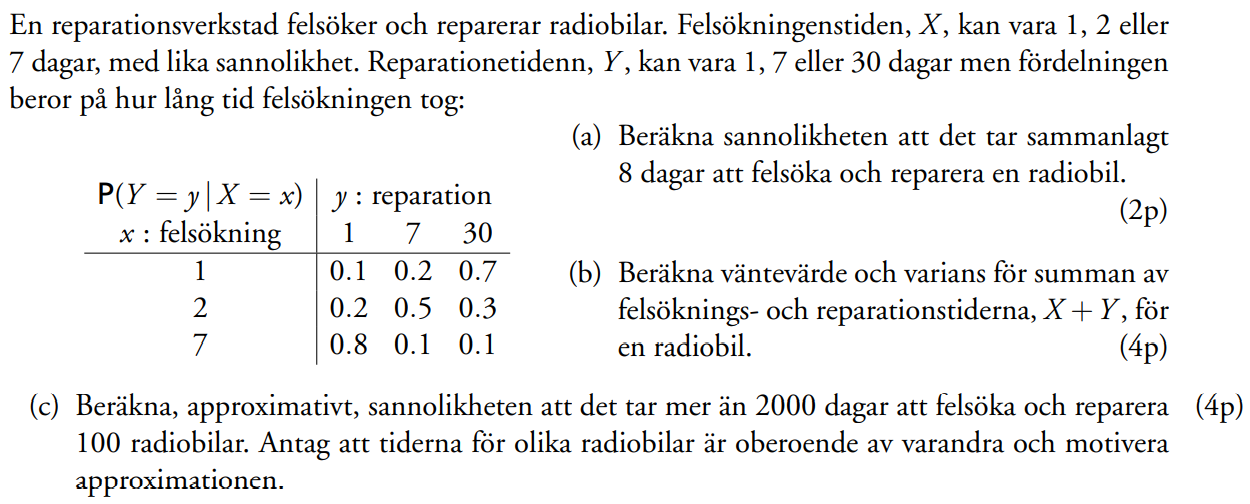 En reparationsverkstad felsöker och reparerar radiobilar. Felsökningenstiden, X, kan vara 1, 2 eller
7 dagar, med lika sannolikhet. Reparationetidenn, Y, kan vara 1, 7 eller 30 dagar men fördelningen
beror på hur lång tid felsökningen tog:
P(Y = y | X = x) y : reparation
x : felsökning 1 7 30
1 0.1 0.2 0.7
2 0.2 0.5 0.3
7 0.8 0.1 0.1
(a) Beräkna sannolikheten att det tar sammanlagt
8 dagar att felsöka och reparera en radiobil.
(2p)
(b) Beräkna väntevärde och varians för summan av
felsöknings- och reparationstiderna, X + Y, för
en radiobil. (4p)
(c) Beräkna, approximativt, sannolikheten att det tar mer än 2000 dagar att felsöka och reparera (4p)
100 radiobilar. Antag att tiderna för olika radiobilar är oberoende av varandra och motivera
approximationen.